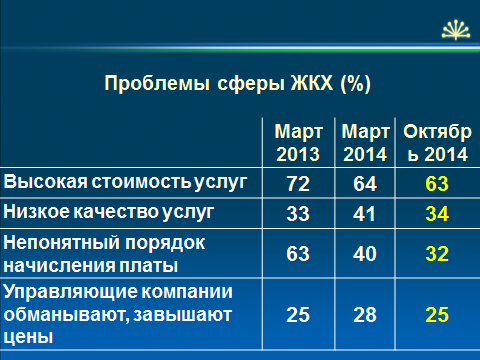 Проблемы сферы ЖКХ (%)
Март 2013 Март 2014 Октябр ь 2014
Высокая стоимость услуг 72 64 63
Низкое качество услуг 33 41 34
Непонятный порядок
начисления платы 63 40 32
Управляющие компании
обманывают, завышают
цены 25 28 25